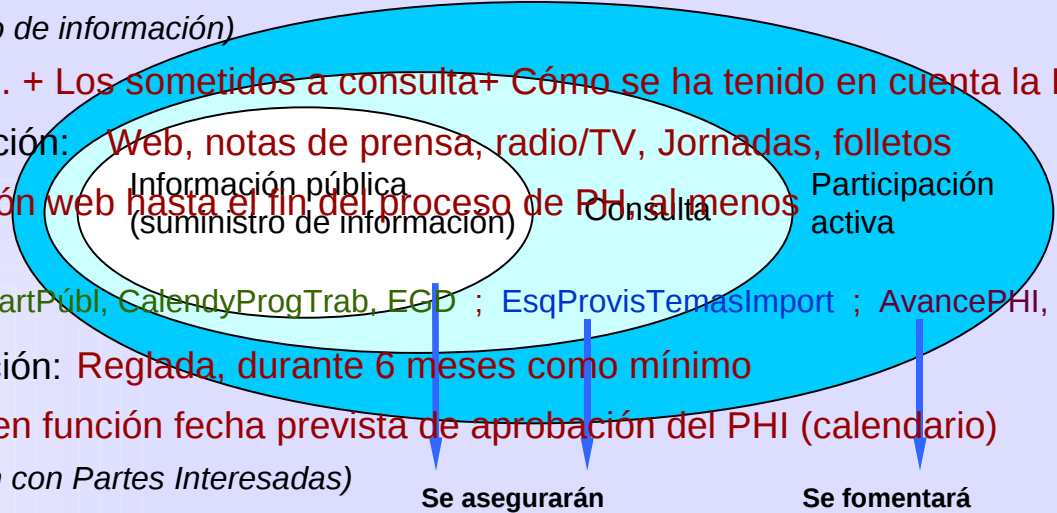 o de información)
. + Los sometidos a consulta+ Cómo se ha tenido en cuenta la
ción: Web, notas de prensa, radio/TV, Jornadas, folletos
Información pública
(suministro de información)
Consulta
Participación
activa
ón web hasta el fin del proceso de PH, al menos
artPúbl, CalendyProgTrab, EGD ; EsqProvisTemasImport ; AvancePHI,
ción: Reglada, durante 6 meses como mínimo
en función fecha prevista de aprobación del PHI (calendario)
n con Partes Interesadas)
Se asegurarán
Se fomentará